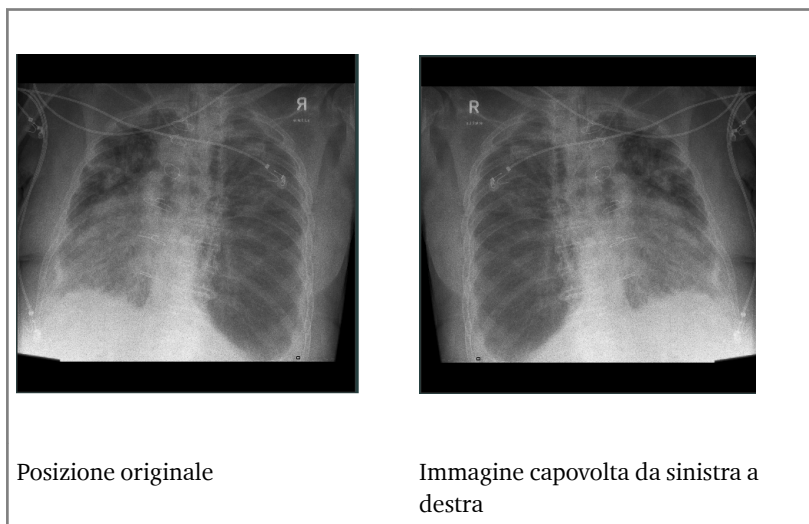 Я
R
Posizione originale
Immagine capovolta da sinistra a
destra